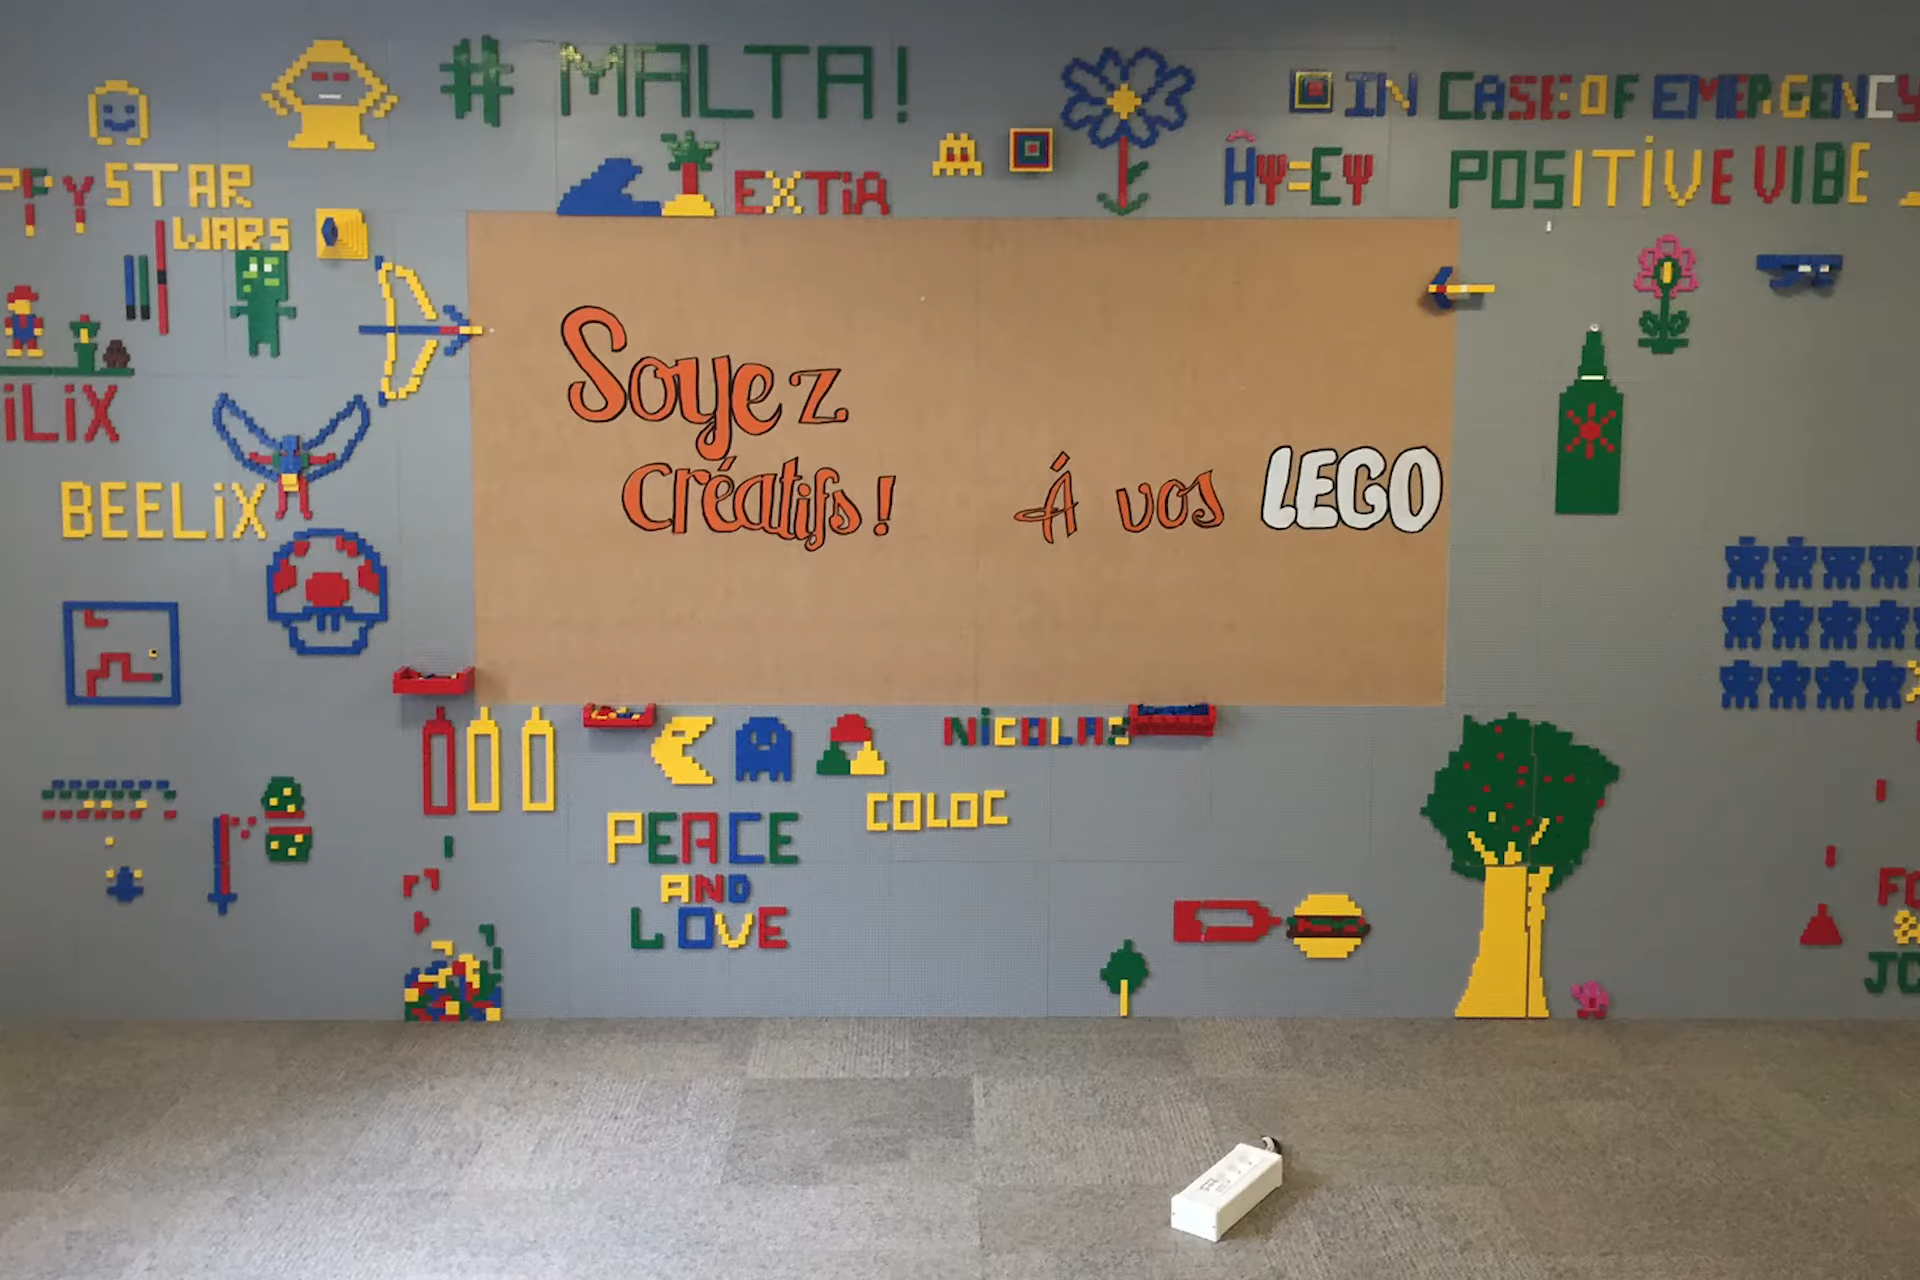 # MALTA!
IN CASE OF EMERGENCY
POSITIVE VIBE
STAR
WARS
EXTiA
Soyez
créatifs !
Á vos LEGO
iLiX
BEELiX
NiCOLAS
COLOC
PEACE
AND
LOVE
&